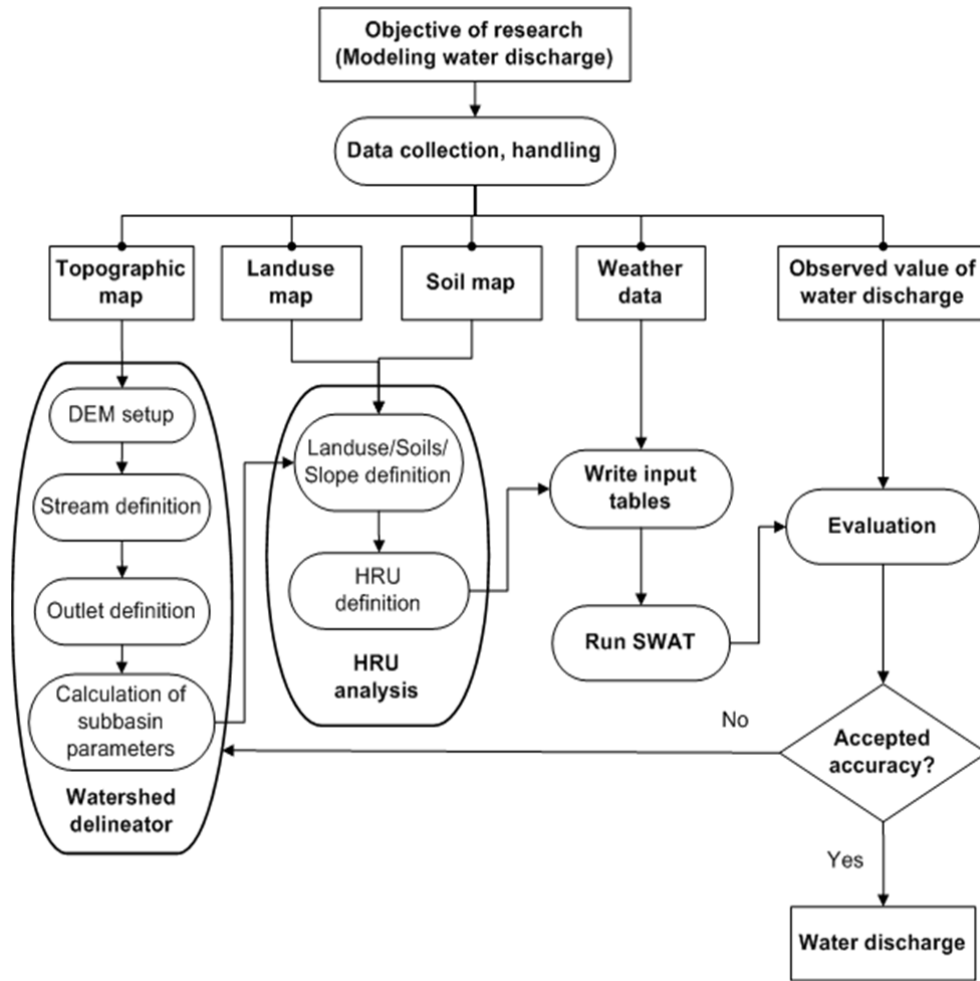 Objective of research
(Modeling water discharge)
Data collection, handling
Topographic
map
Landuse
map
Soil map
Weather
data
Observed value of
water discharge
DEM setup
Stream definition
Outlet definition
Calculation of
subbasin
parameters
Watershed
delineator
Landuse/Soils/
Slope definition
HRU
definition
HRU
analysis
Write input
tables
Run SWAT
Evaluation
Accepted
accuracy?
No
Yes
Water discharge